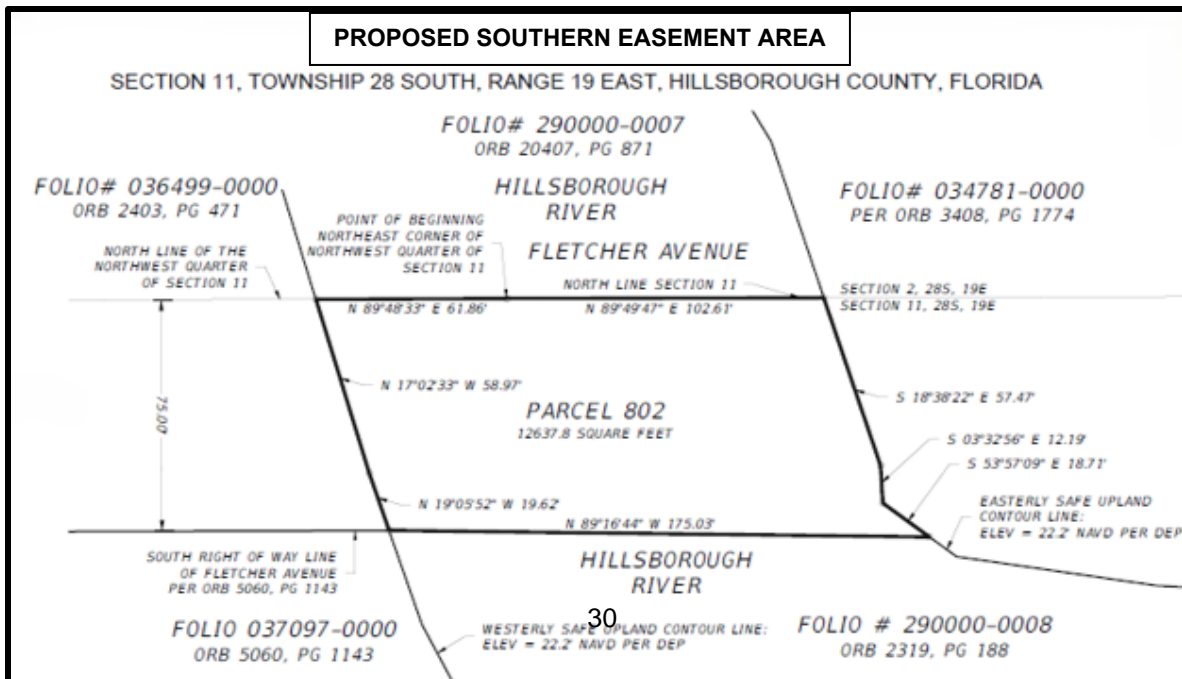 PROPOSED SOUTHERN EASEMENT AREA
SECTION 11, TOWNSHIP 28 SOUTH, RANGE 19 EAST, HILLSBOROUGH COUNTY, FLORIDA
FOLIO# 290000-0007
ORB 20407, PG 871
FOLIO# 036499-0000
ORB 2403, PG 471
HILLSBOROUGH
RIVER
FOLIO# 034781-0000
PER ORB 3408, PG 1774
POINT OF BEGINNING
NORTHEAST CORNER OF
NORTHWEST QUARTER OF
SECTION 11
FLETCHER AVENUE
NORTH LINE OF THE
NORTHWEST QUARTER
OF SECTION 11
NORTH LINE SECTION 11
SECTION 2, 28S, 19E
SECTION 11, 28S, 19E
N 89°48'33" E 61.86'
N 89°49'47" E 102.61'
75.00'
N 17°02'33" W 58.97'
S 18°38'22" E 57.47'
PARCEL 802
12637.8 SQUARE FEET
S 03°32'56" E 12.19'
S 53°57'09" E 18.71'
N 19°05'52" W 19.62'
EASTERLY SAFE UPLAND
CONTOUR LINE:
ELEV = 22.2' NAVD PER DEP
N 89°16'44" W 175.03'
SOUTH RIGHT OF WAY LINE
OF FLETCHER AVENUE
PER ORB 5060, PG 1143
HILLSBOROUGH
RIVER
30
FOLIO 037097-0000
ORB 5060, PG 1143
WESTERLY SAFE UPLAND CONTOUR LINE:
ELEV = 22.2' NAVD PER DEP
FOLIO # 290000-0008
ORB 2319, PG 188